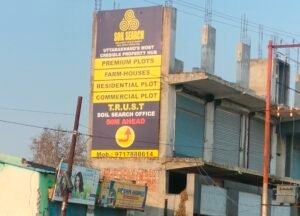 SOIL SEARCH
UTTARAKHAND'S MOST
CREDIBLE PROPERTY HUB
PREMIUM PLOTS
FARM-HOUSES
RESIDENTIAL PLOT
COMMERCIAL PLOT
T.R.U.S.T
SOIL SEARCH OFFICE
50M AHEAD
Mob.:9717888614